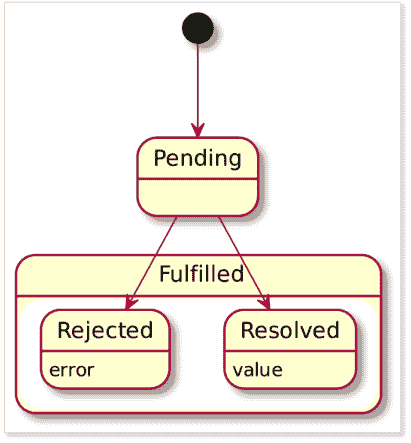 Pending
Fulfilled
Rejected
error
Resolved
value